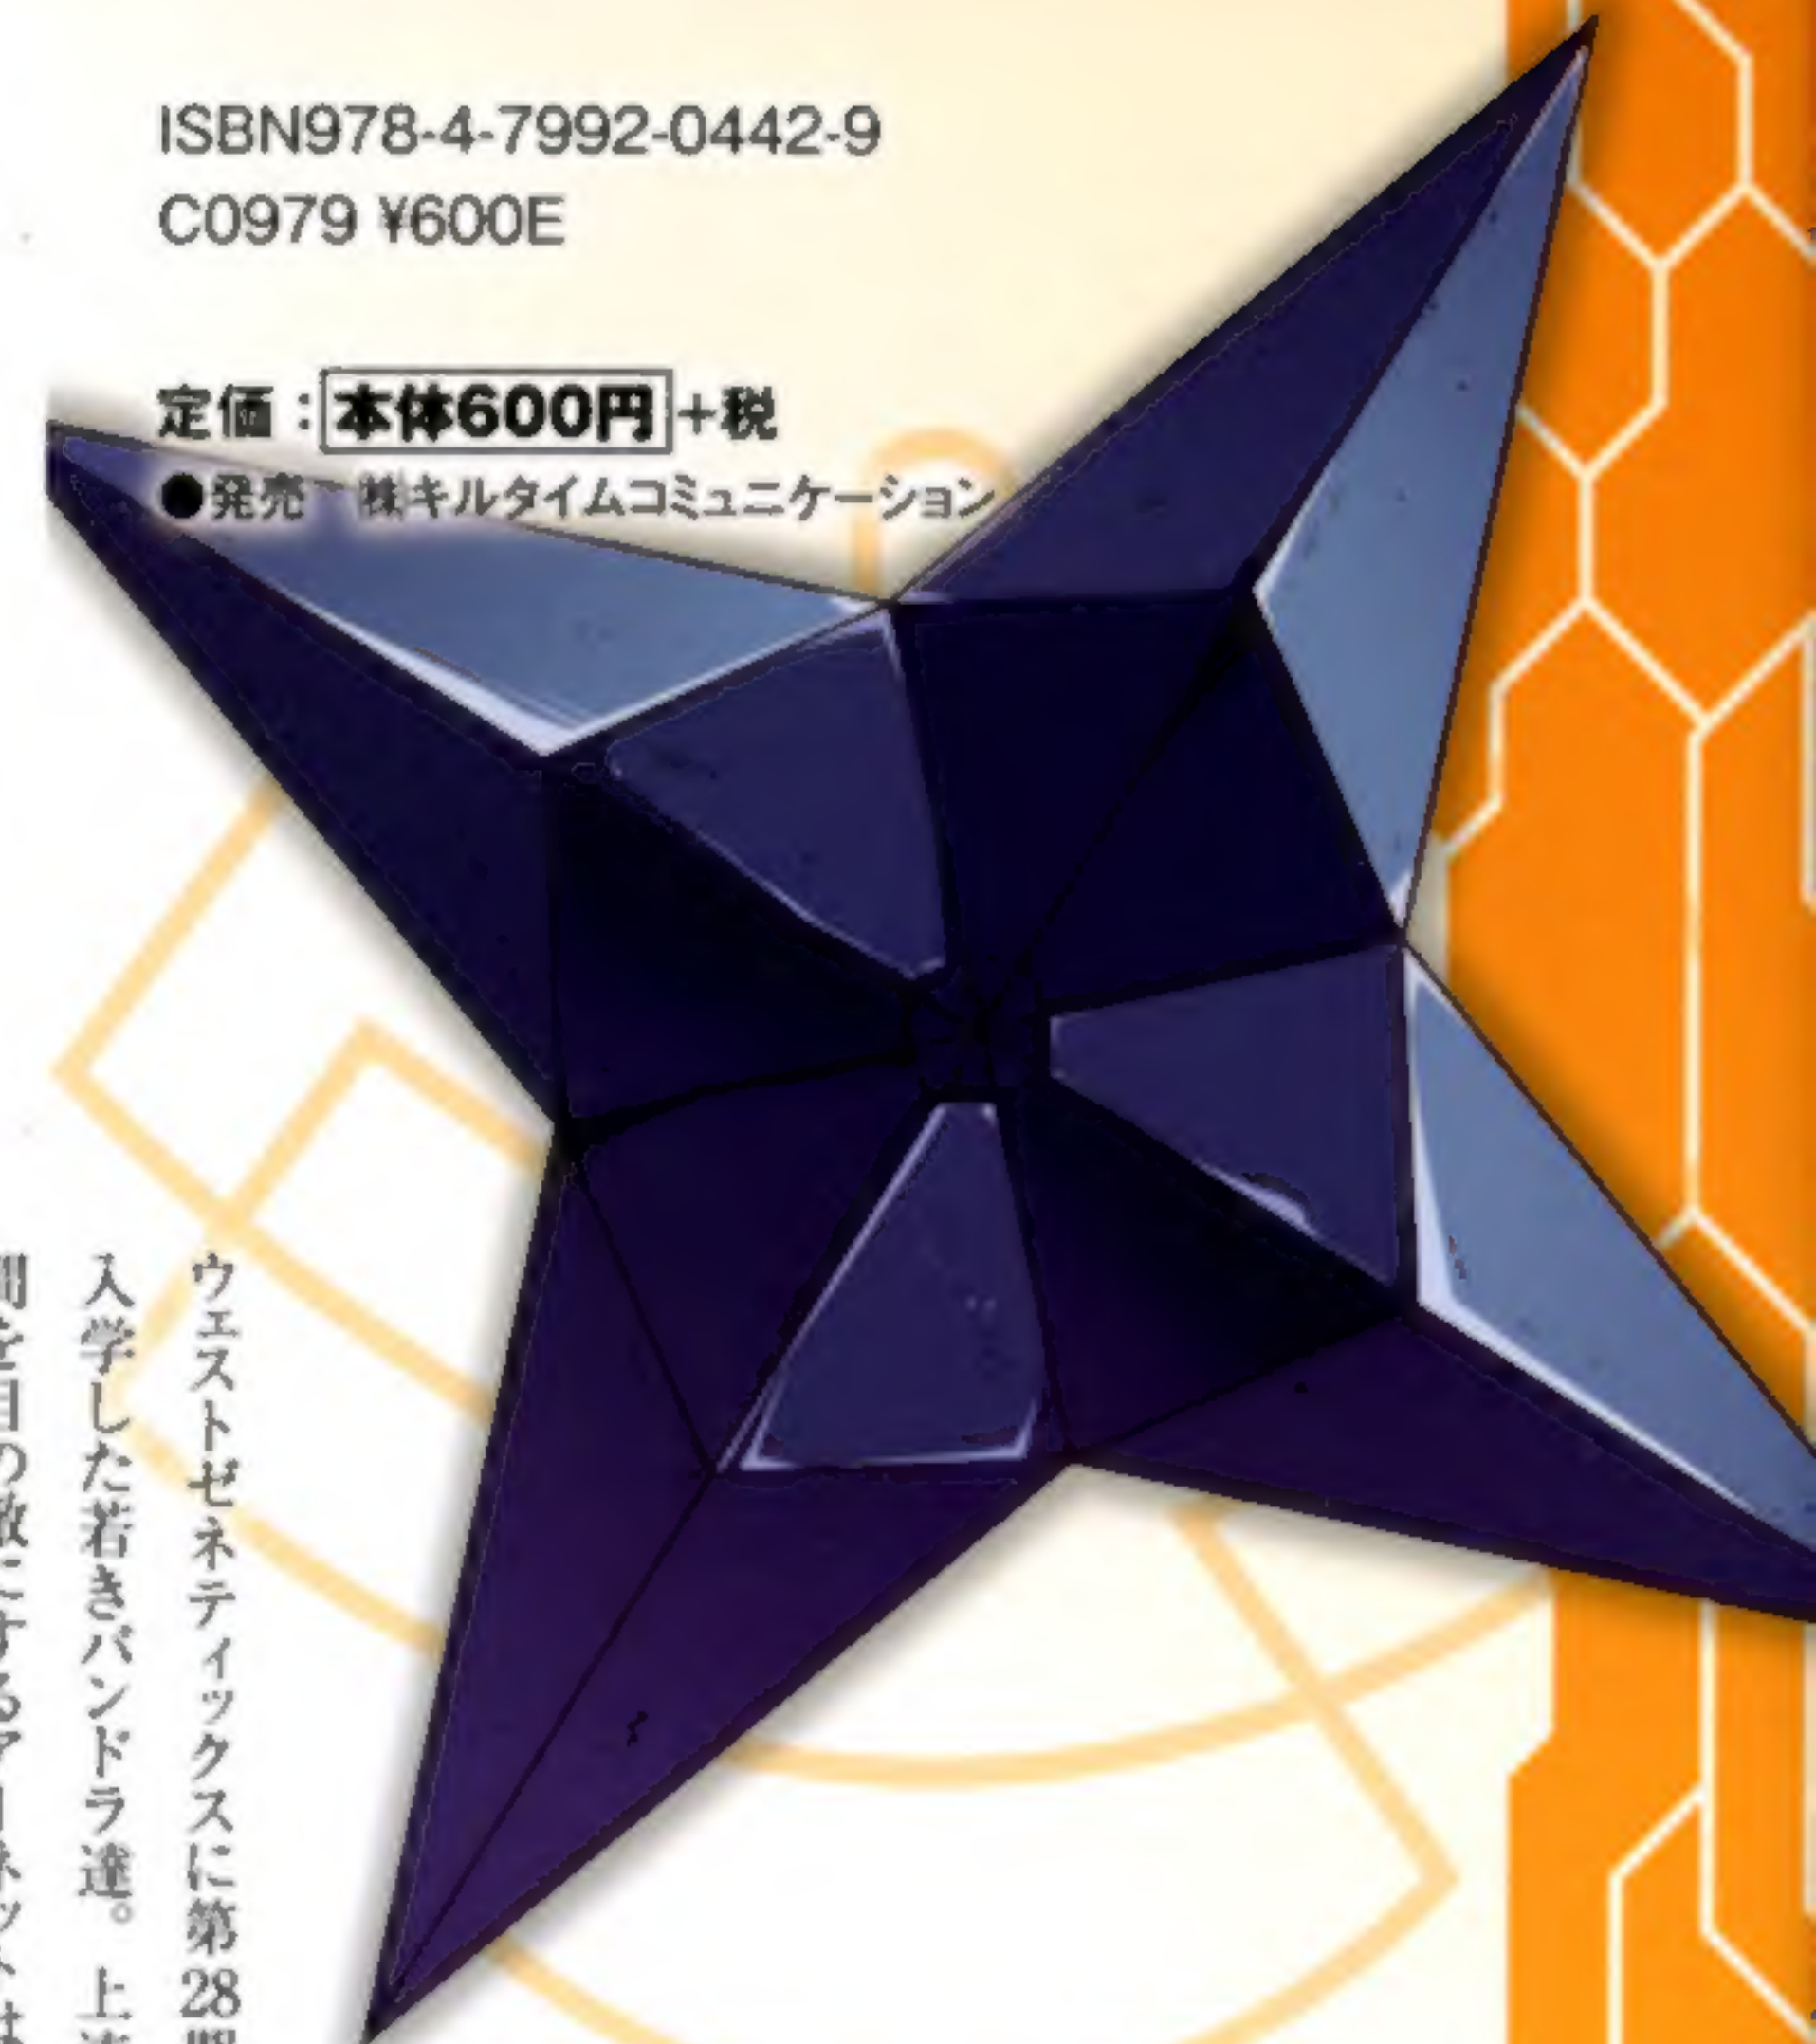 ISBN978-4-7992-0442-9
C0979 ¥600E
定価：本体600円+税
●発売　㈱キルタイムコミュニケーション
ウェストゼネティックスに第28期
入学した若きパンドラ達。上